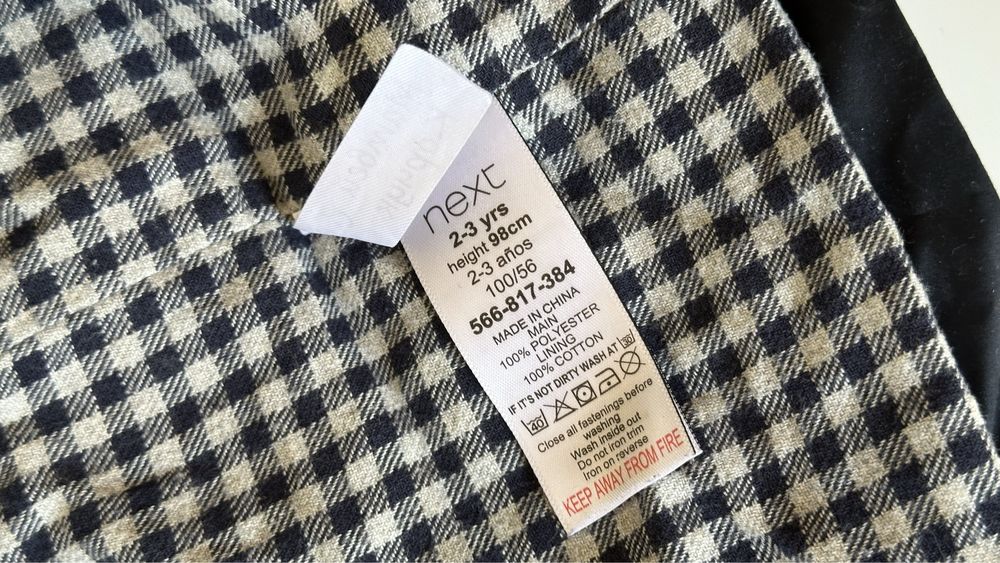 next
2-3 yrs
height 98cm
2-3 años
100/56
566-817-384
MADE IN CHINA
MAIN
100% POLYESTER
LINING
100% COTTON
IF IT'S NOT DIRTY WASH AT 30
40
Close all fastenings before
washing
Wash inside out
Do not iron trim
Iron on reverse
KEEP AWAY FROM FIRE